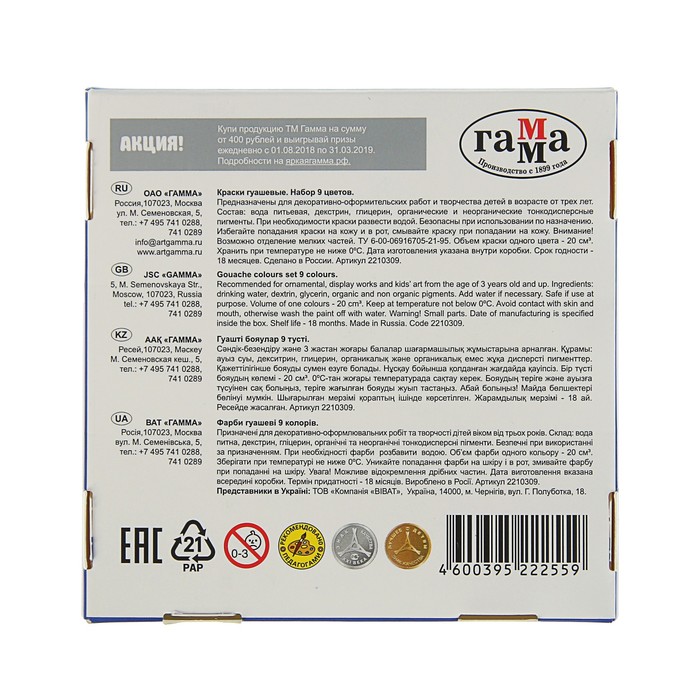 АКЦИЯ!
Купи продукцию ТМ Гамма на сумму
от 400 рублей и выигрывай призы
ежедневно с 01.08.2018 по 31.03.2019.
Подробности на яркаягамма.рф.
гаММа
Производство с 1899 года
RU
ОАО «ГАММА»
Россия,107023, Москва
ул. М. Семеновская, 5,
тел.: +7 495 741 0288,
741 0289
info@artgamma.ru
www.artgamma.ru
Краски гуашевые. Набор 9 цветов.
Предназначены для декоративно-оформительских работ и творчества детей в возрасте от трех лет.
Состав: вода питьевая, декстрин, глицерин, органические и неорганические тонкодисперсные
пигменты. При необходимости краски развести водой. Безопасны при использовании по назначению.
Избегайте попадания краски на кожу и в рот, смывайте краску при попадании на кожу. Внимание!
Возможно отделение мелких частей. ТУ 6-00-06916705-21-95. Объем краски одного цвета - 20 см³.
Хранить при температуре не ниже 0ºС. Дата изготовления указана внутри коробки. Срок годности -
18 месяцев. Сделано в России. Артикул 2210309.
GB
JSC «GAMMA»
5, M. Semenovskaya Str.,
Moscow, 107023, Russia
tel.: +7 495 741 0288,
741 0289
Gouache colours set 9 colours.
Recommended for ornamental, display works and kids' art from the age of 3 years old and up. Ingredients:
drinking water, dextrin, glycerin, organic and non organic pigments. Add water if necessary. Safe if use at
purpose. Volume of one colours - 20 cm³. Keep at temperature not below 0ºC. Avoid contact with skin and
mouth, otherwise wash the paint off with water. Warning! Small parts. Date of manufacturing is specified
inside the box. Shelf life - 18 months. Made in Russia. Code 2210309.
KZ
ААҚ «ГАММА»
Ресей,107023, Мәскеу
М. Семеновская кеш., 5,
тел.: +7 495 741 0288,
741 0289
Гуашті бояулар 9 түсті.
Сәндік-безендіру және 3 жастан жоғары балалар шағармашылық жұмыстарына арналған. Құрамы:
ауыз суы, декситрин, глицерин, органикалық және органикалық емес жұқа дисперсті пигменттер.
Қажеттілігінше бояуды сумен езуге болады. Нұсқау бойынша қолданған жағдайда қауіпсіз. Бір түсті
бояудың көлемі - 20 см³. 0ºС-тан жоғары температурада сақтау керек. Бояудың теріге және ауызға
түсуінен сақ болыңыз, теріге жағылған бояуды жуып тастаңыз. Абай болыңыз! Майда бөлшектері
бөлінуі мүмкін. Шығарылған мерзімі қораптың ішінде көрсетілген. Жарамдылық мерзімі - 18 ай.
Ресейде жасалған. Артикул 2210309.
UA
ВАТ «ГАММА»
Росія,107023, Москва
вул. М. Семенівська, 5,
тел.: +7 495 741 0288,
741 0289
Фарби гуашеві 9 колорів.
Призначені для декоративно-оформлювальних робіт та творчості дітей віком від трьох років. Склад: вода
питна, декстрин, гліцерин, органічні та неорганічні тонкодисперсні пігменти. Безпечні при використанні
за призначенням. При необхідності фарби розбавити водою. Об'єм фарби одного кольору - 20 см³.
Зберігати при температурі не ниже 0ºС. Уникайте попадання фарби на шкіру і в рот, змивайте фарбу
при попаданні на шкіру. Увага! Можливе відокремлення дрібних частин. Дата виготовлення вказана
всередині коробки. Термін придатності - 18 місяців. Вироблено в Росії. Артикул 2210309.
Представники в Україні: ТОВ «Компанія «ВІВАТ», Україна, 14000, м. Чернігів, вул. Г. Полуботка, 18.
EAC
21
PAP
0-3
РЕКОМЕНДОВАНО
ПЕДАГОГАМИ
4 600395 222559